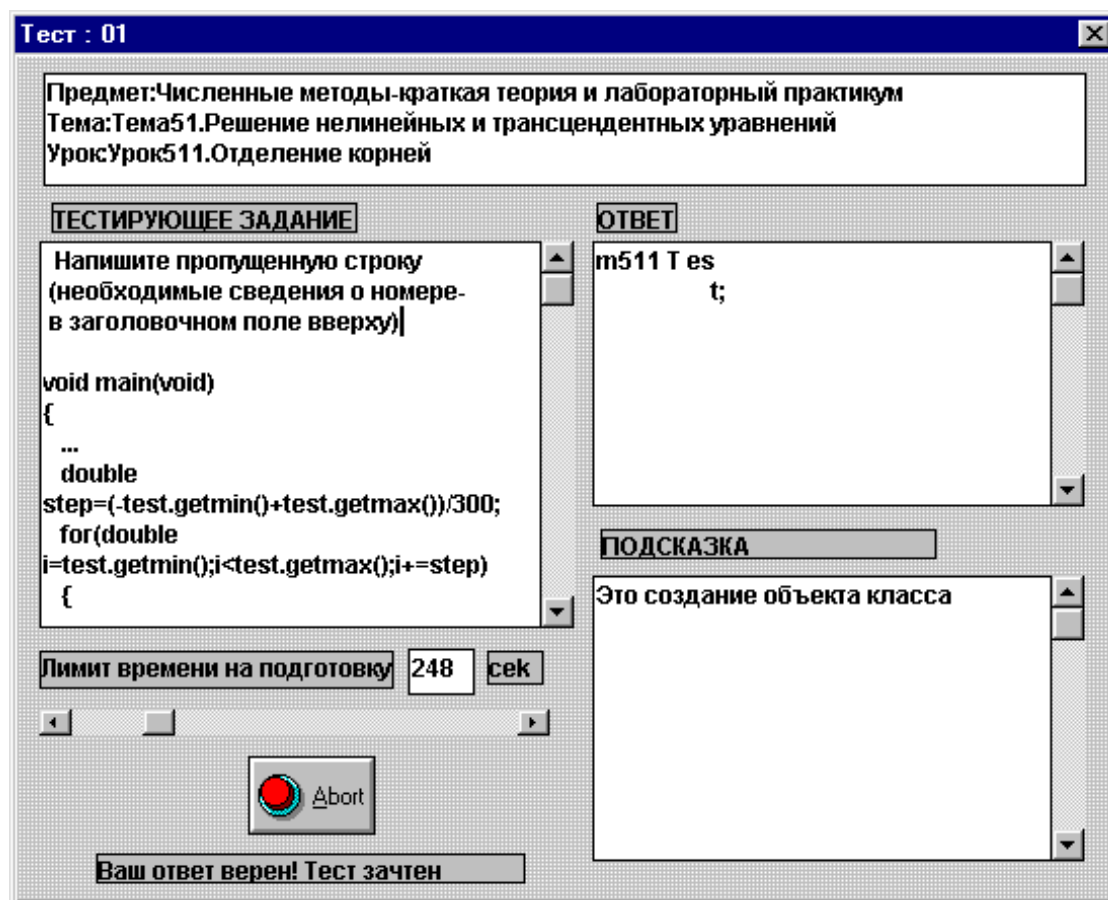 Тест : 01
Предмет:Численные методы-краткая теория и лабораторный практикум
Тема:Тема51.Решение нелинейных и трансцендентных уравнений
Урок:Урок511.Отделение корней
ТЕСТИРУЮЩЕЕ ЗАДАНИЕ
Напишите пропущенную строку
(необходимые сведения о номере-
в заголовочном поле вверху)
void main(void)
{
...
double
step=(-test.getmin()+test.getmax())/300;
for(double
i=test.getmin();i<test.getmax();i+=step)
{
ОТВЕТ
m511 T es
t;
ПОДСКАЗКА
Это создание объекта класса
Лимит времени на подготовку 248 сек
Abort
Ваш ответ верен! Тест зачтен